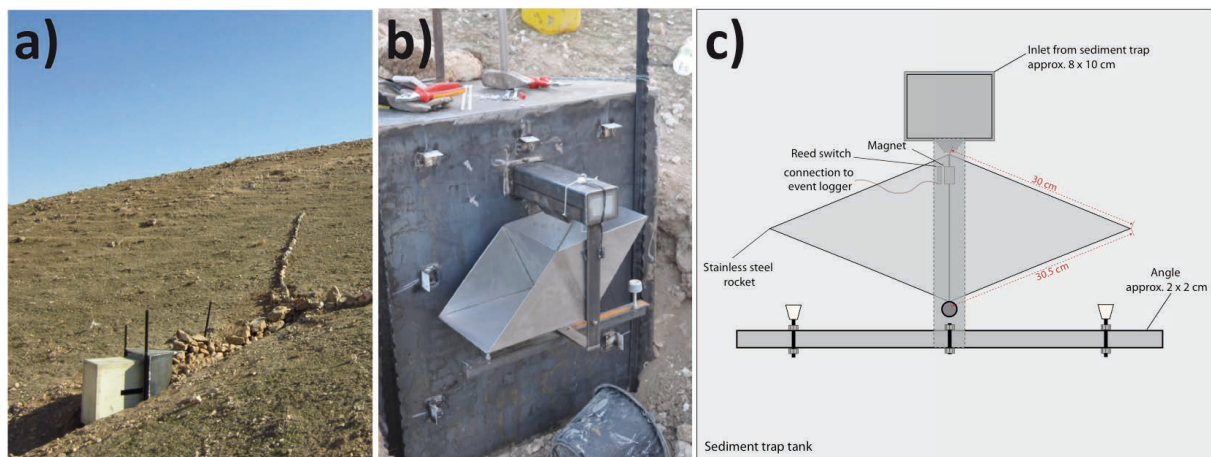 a)
b)
c)
Inlet from sediment trap
approx. 8 x 10 cm
Magnet
Reed switch
connection to
event logger
30 cm
Stainless steel
rocket
30.5 cm
Angle
approx. 2 x 2 cm
Sediment trap tank